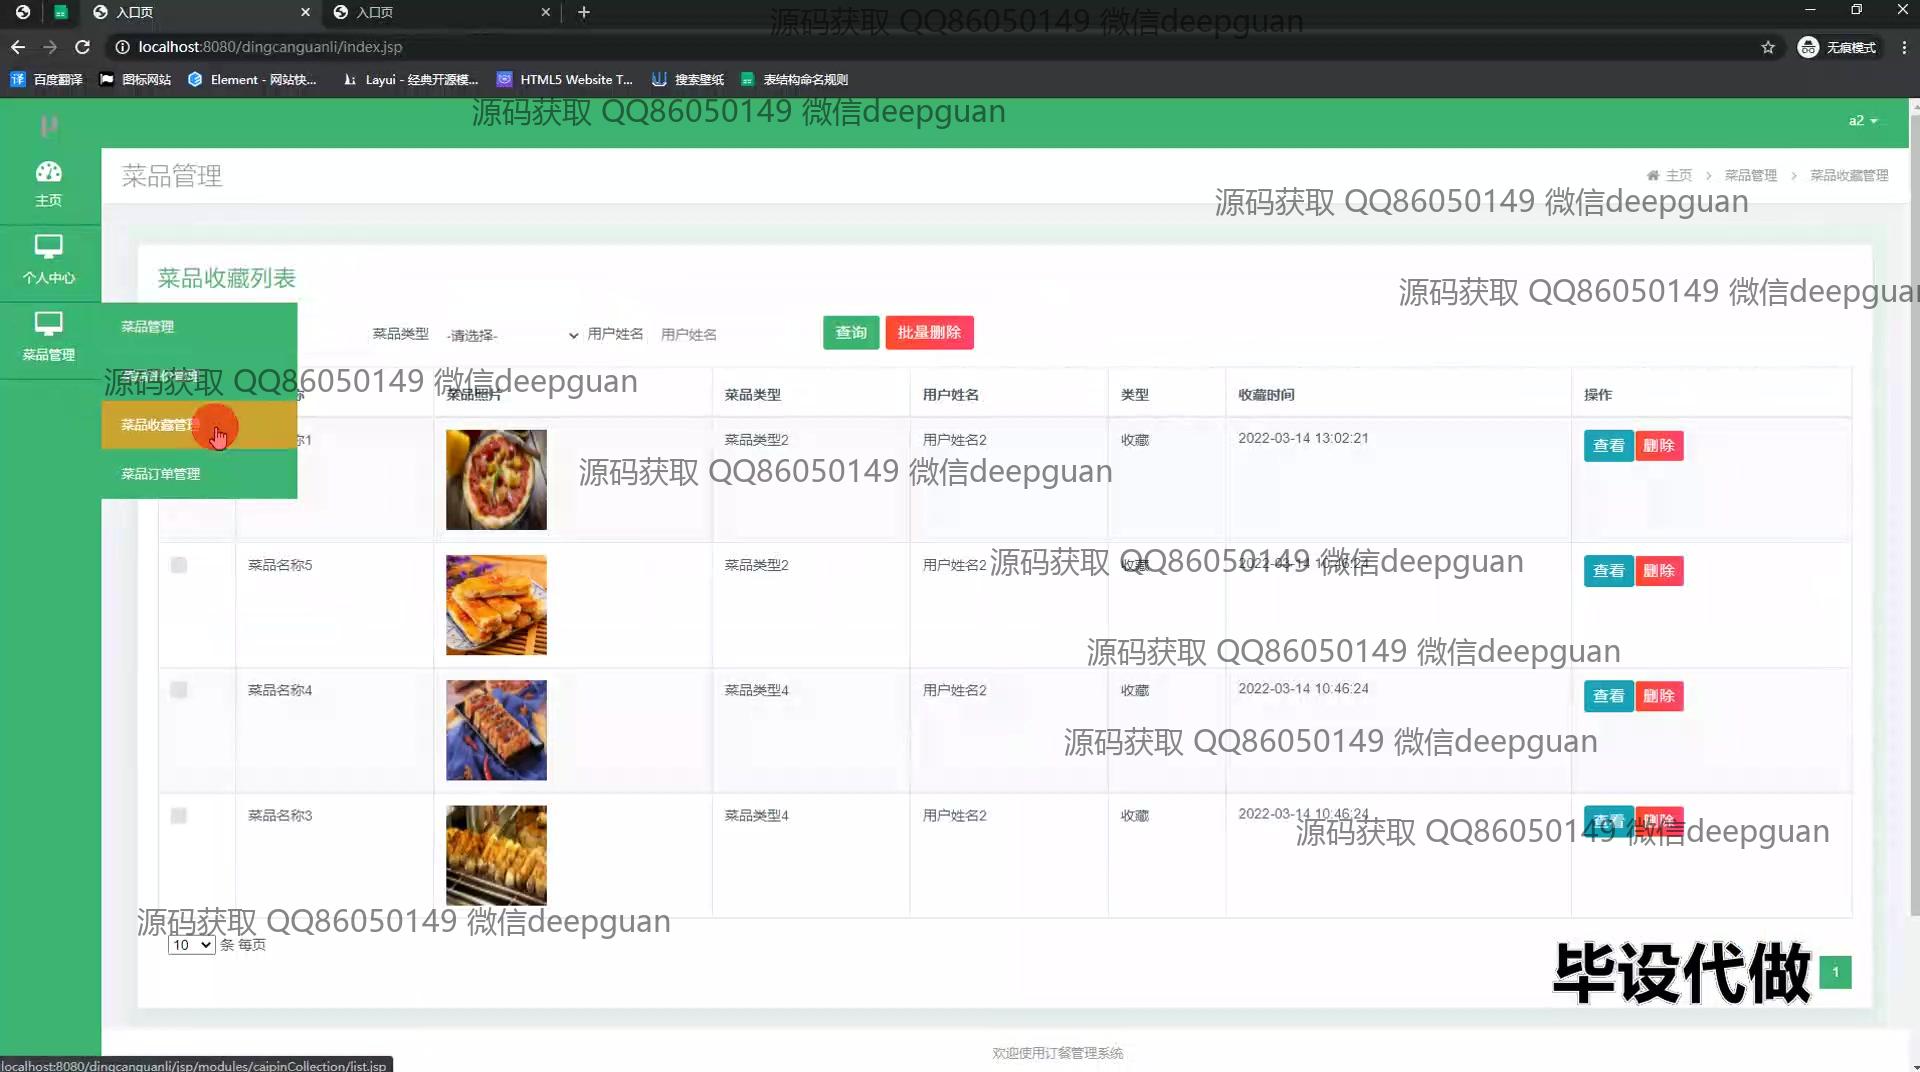 入口页
入口页
源码获取 QQ86050149 微信deepguan
localhost:8080/dingcanguanli/index.jsp
无痕模式
百度翻译 图标网站 Element - 网站快... Layui - 经典开源模... HTML5 Website T... 搜索壁纸 表结构命名规则
源码获取 QQ86050149 微信deepguan
a2
主页
菜品管理
主页 > 菜品管理 > 菜品收藏管理
源码获取 QQ86050149 微信deepguan
个人中心
菜品收藏列表
源码获取 QQ86050149 微信deepguan
菜品管理
菜品管理
菜品类型 -请选择- 用户姓名 用户姓名 查询 批量删除
源码获取 QQ86050149 微信deepguan
菜品照片 菜品类型 用户姓名 类型 收藏时间 操作
菜品收藏管理
菜品订单管理
称1 菜品类型2 用户姓名2 收藏 2022-03-14 13:02:21 查看 删除
源码获取 QQ86050149 微信deepguan
菜品名称5 菜品类型2 用户姓名2 收藏 2022-03-14 10:46:24 查看 删除
源码获取 QQ86050149 微信deepguan
源码获取 QQ86050149 微信deepguan
菜品名称4 菜品类型4 用户姓名2 收藏 2022-03-14 10:46:24 查看 删除
源码获取 QQ86050149 微信deepguan
菜品名称3 菜品类型4 用户姓名2 收藏 2022-03-14 10:46:24 查看 删除
源码获取 QQ86050149 微信deepguan
源码获取 QQ86050149 微信deepguan
10 条 每页
毕设代做
1
欢迎使用订餐管理系统
localhost:8080/dingcanguanli/jsp/modules/caipinCollection/list.jsp